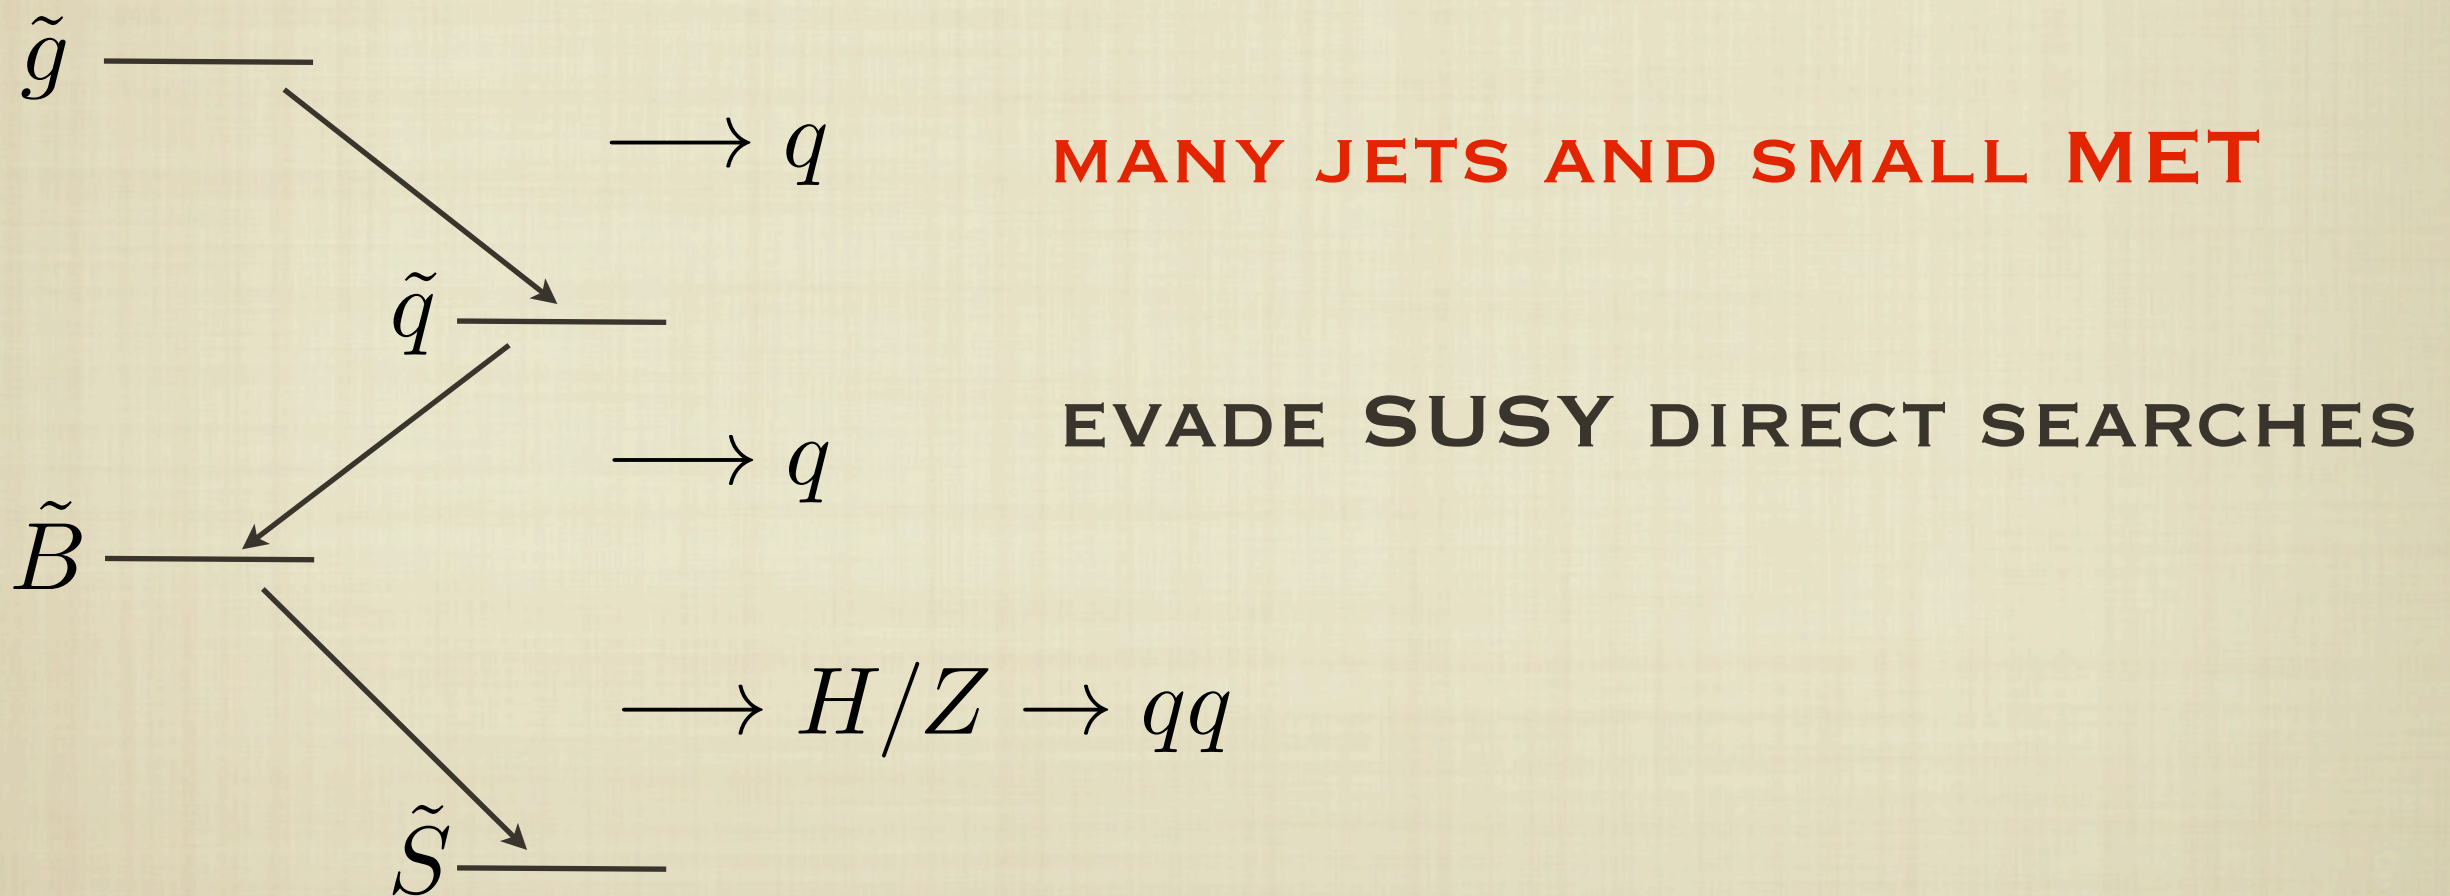 g̃
⟶ q
MANY JETS AND SMALL MET
q̃
EVADE SUSY DIRECT SEARCHES
⟶ q
B̃
⟶ H/Z → qq
S̃